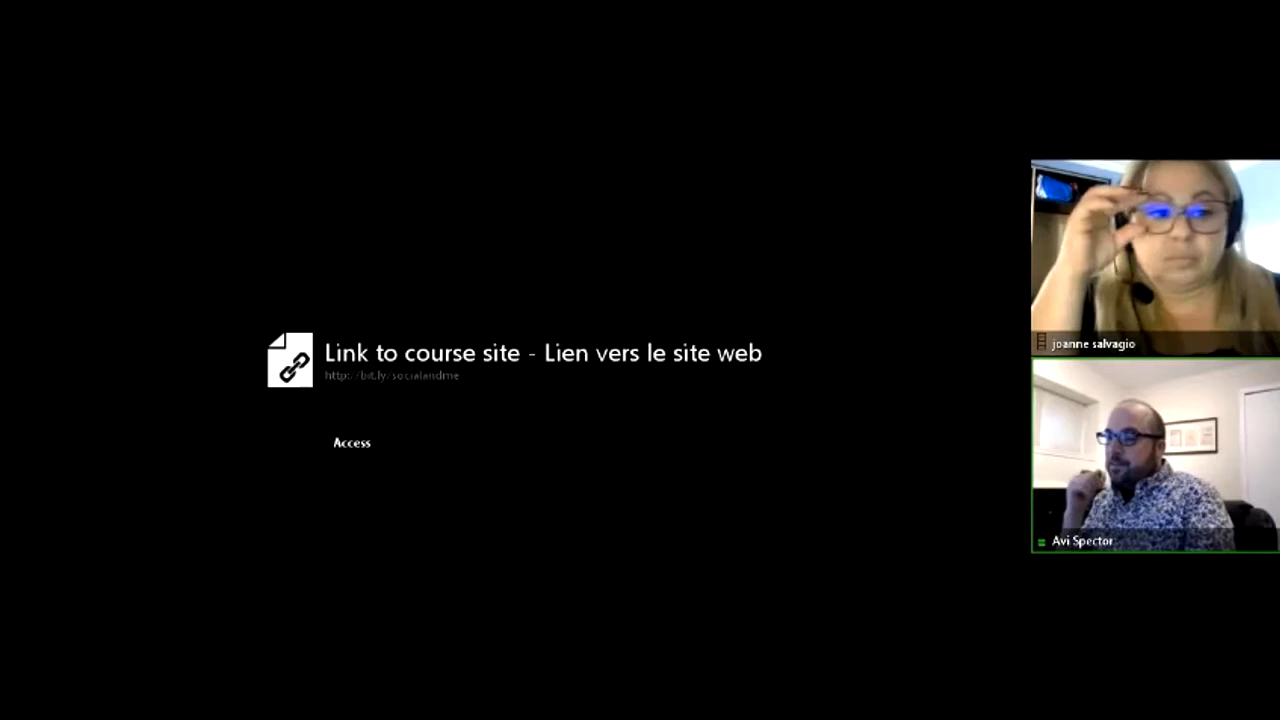 Link to course site - Lien vers le site web
http://bit.ly/socialandme
Access
joanne salvagio
Avi Spector